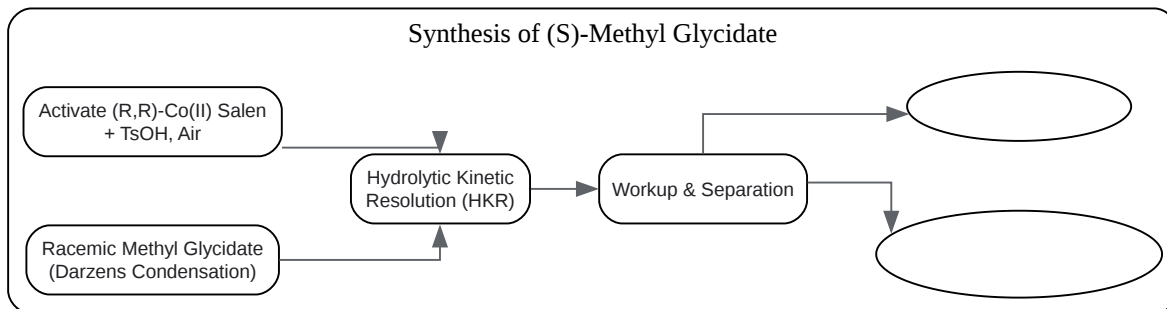 Synthesis of (S)-Methyl Glycidate
Activate (R,R)-Co(II) Salen
+ TsOH, Air
Hydrolytic Kinetic
Resolution (HKR)
Workup & Separation
Racemic Methyl Glycidate
(Darzens Condensation)